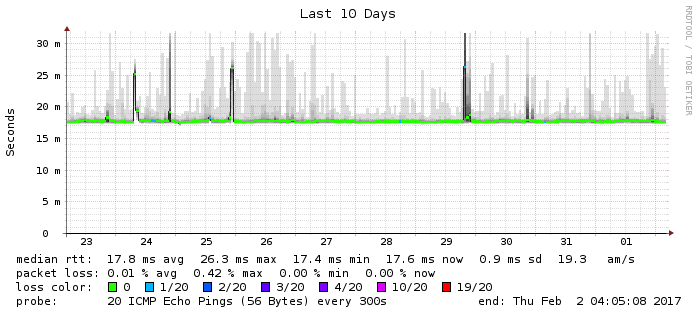 Last 10 Days
RRDTOOL / TOBI OETIKER
Seconds
30 m
25 m
20 m
15 m
10 m
5 m
0
23 24 25 26 27 28 29 30 31 01
median rtt: 17.8 ms avg 26.3 ms max 17.4 ms min 17.6 ms now 0.9 ms sd 19.3 am/s
packet loss: 0.01 % avg 0.42 % max 0.00 % min 0.00 % now
loss color: 0 1/20 2/20 3/20 4/20 10/20 19/20
probe: 20 ICMP Echo Pings (56 Bytes) every 300s end: Thu Feb 2 04:05:08 2017